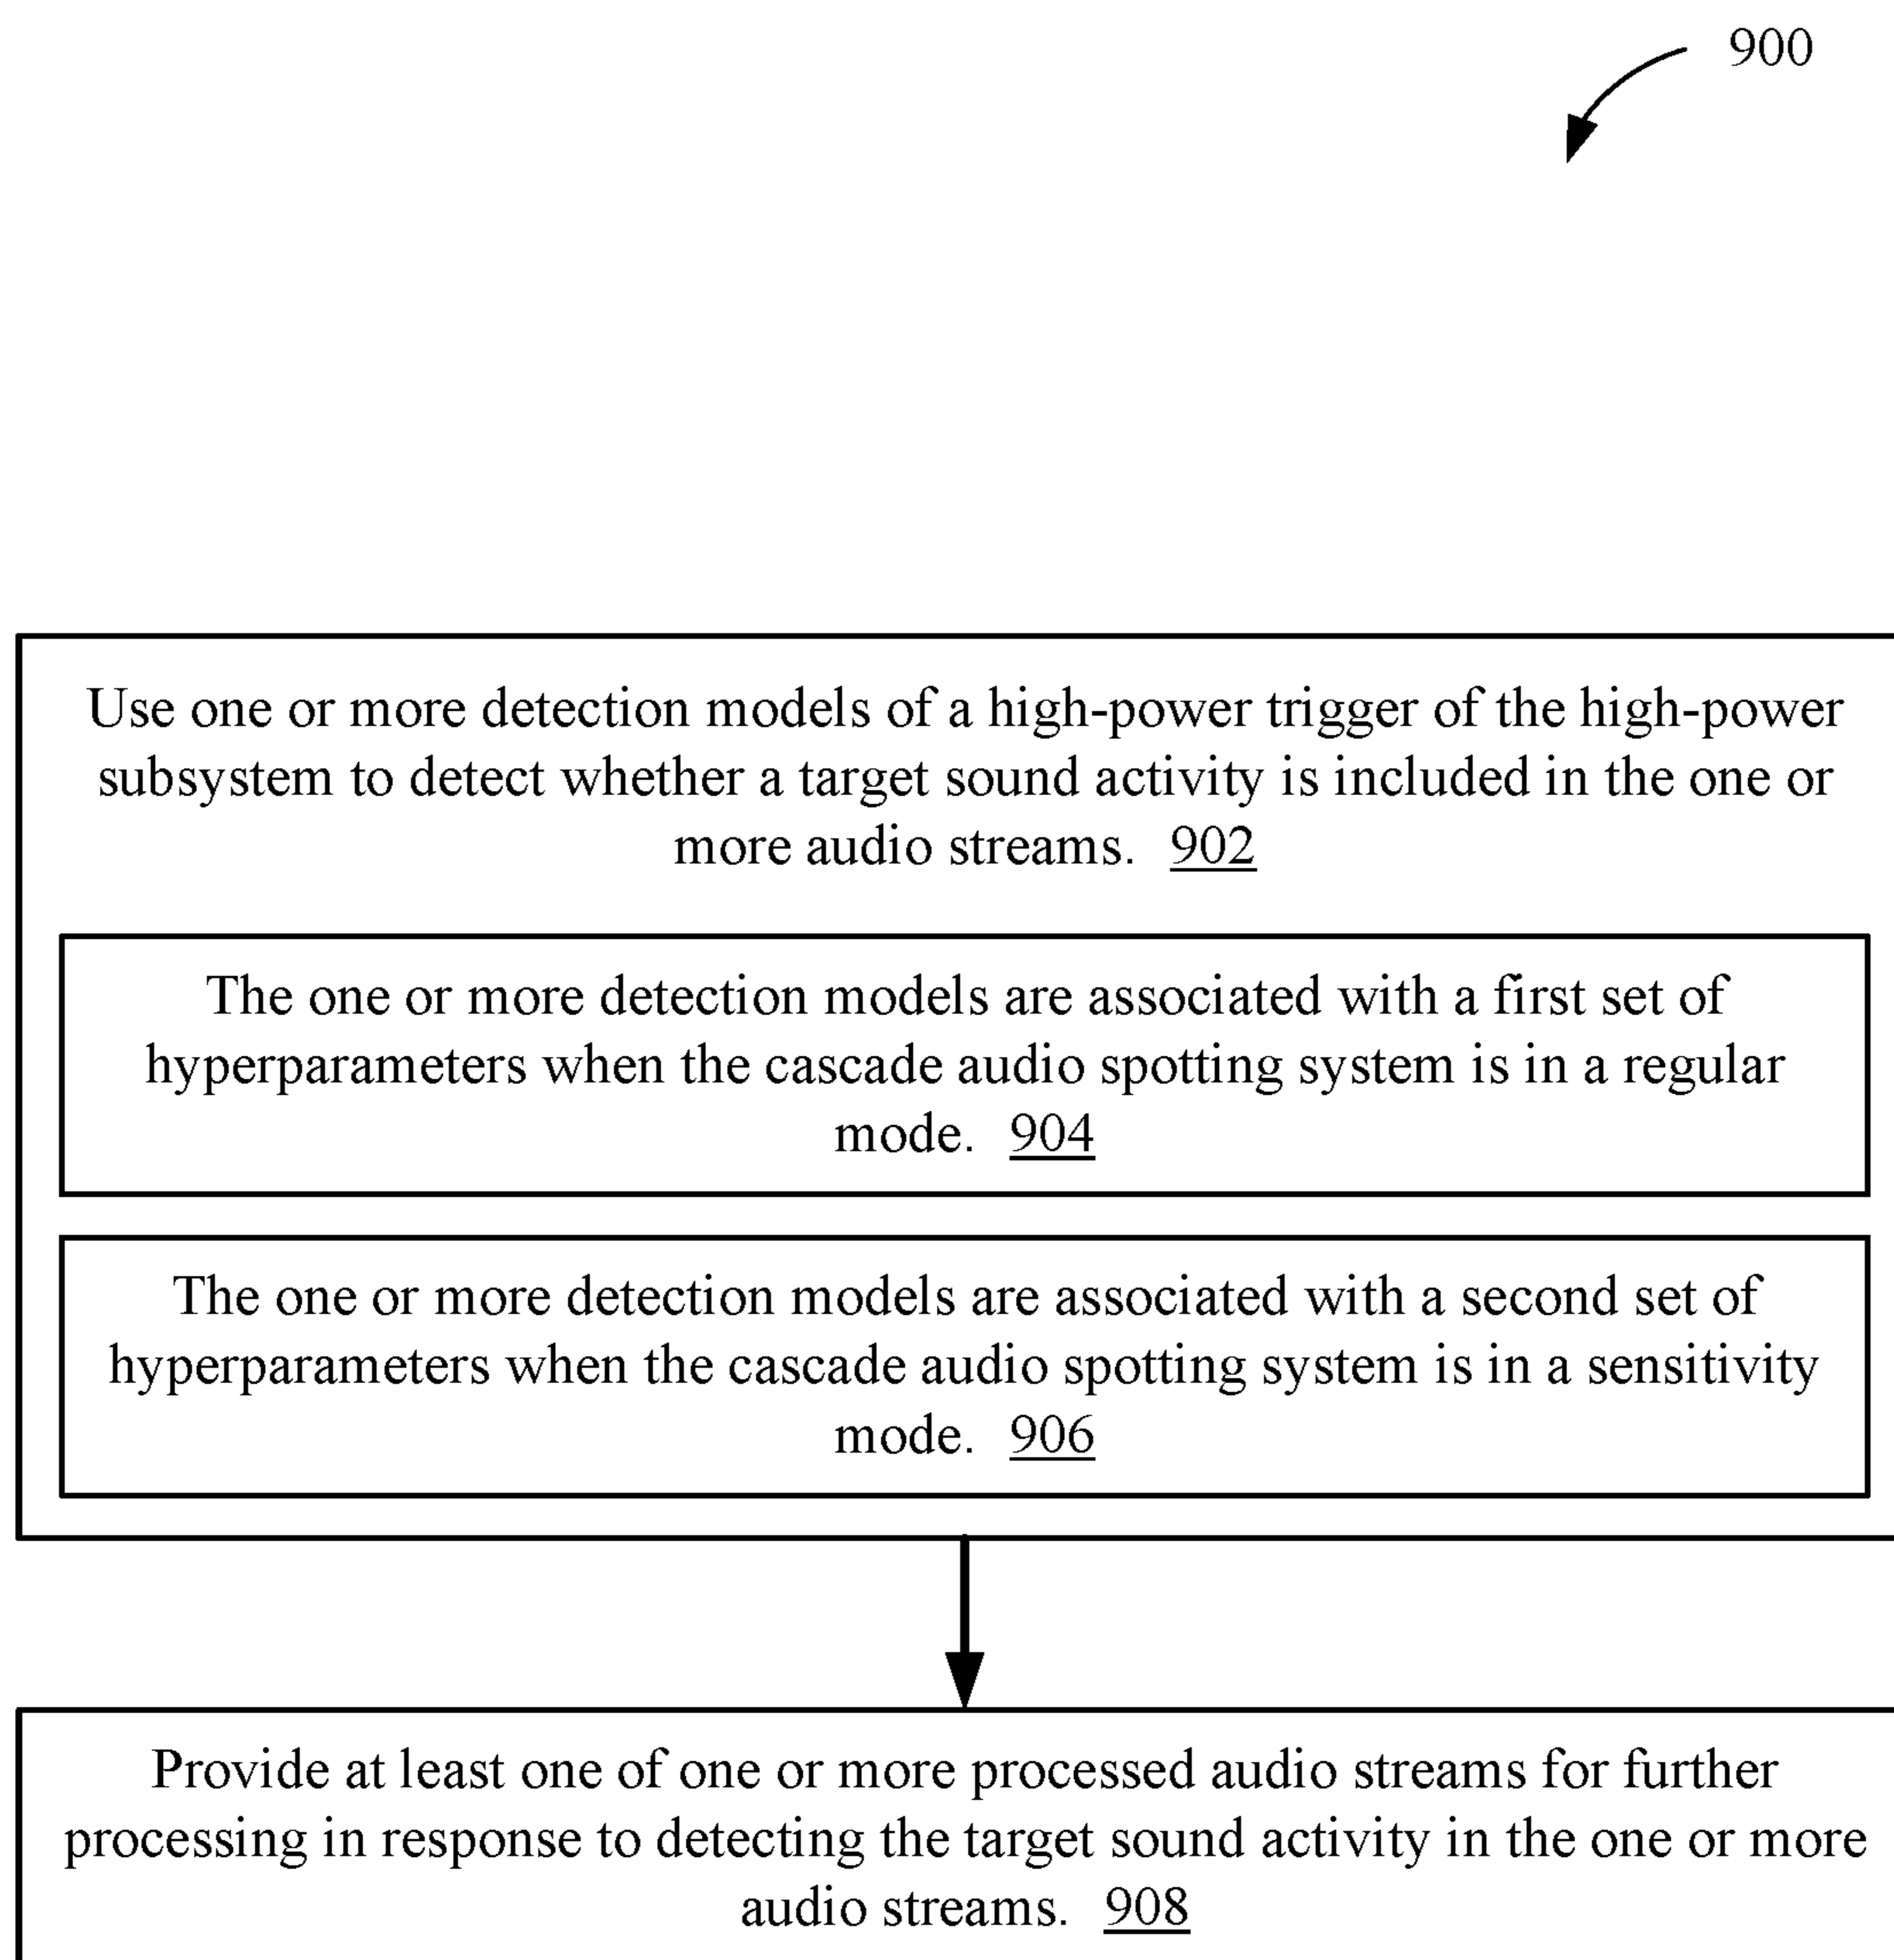 900
Use one or more detection models of a high-power trigger of the high-power
subsystem to detect whether a target sound activity is included in the one or
more audio streams. 902
The one or more detection models are associated with a first set of
hyperparameters when the cascade audio spotting system is in a regular
mode. 904
The one or more detection models are associated with a second set of
hyperparameters when the cascade audio spotting system is in a sensitivity
mode. 906
Provide at least one of one or more processed audio streams for further
processing in response to detecting the target sound activity in the one or more
audio streams. 908